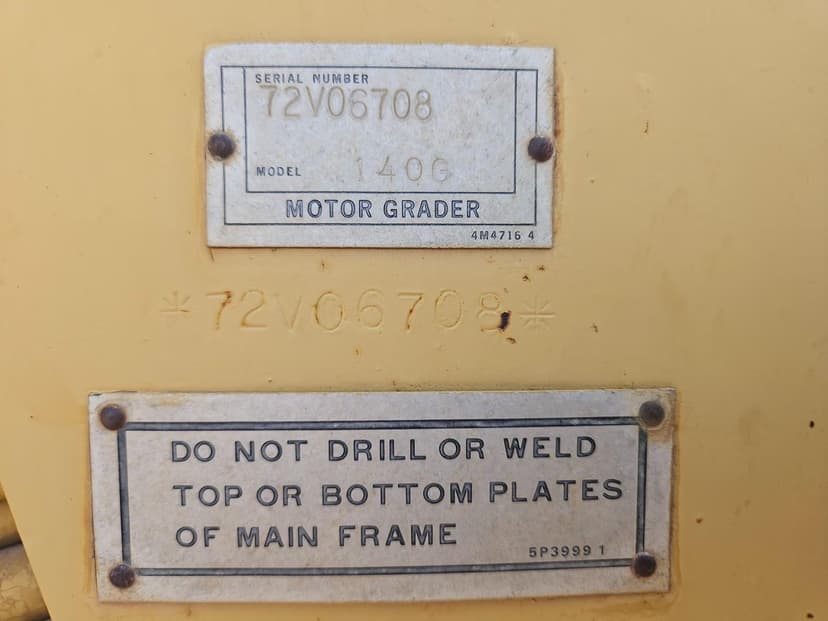 SERIAL NUMBER
72V06708
MODEL 140G
MOTOR GRADER
4M4716 4
*72V06708*
DO NOT DRILL OR WELD
TOP OR BOTTOM PLATES
OF MAIN FRAME
5P3999 1